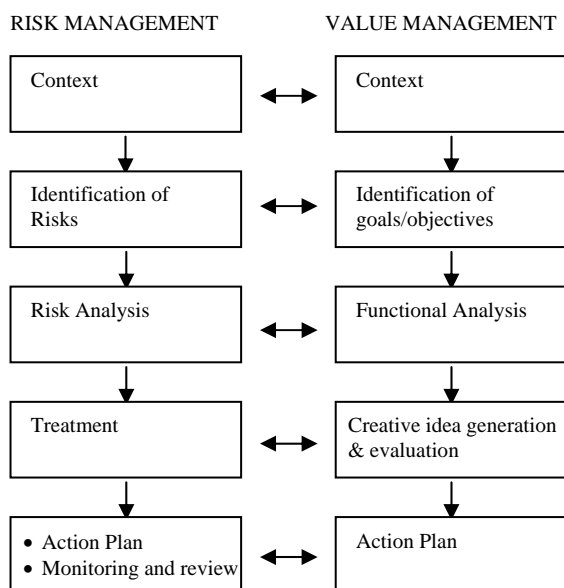 RISK MANAGEMENT
VALUE MANAGEMENT
Context
Context
Identification of
Risks
Identification of
goals/objectives
Risk Analysis
Functional Analysis
Treatment
Creative idea generation
& evaluation
• Action Plan
• Monitoring and review
Action Plan